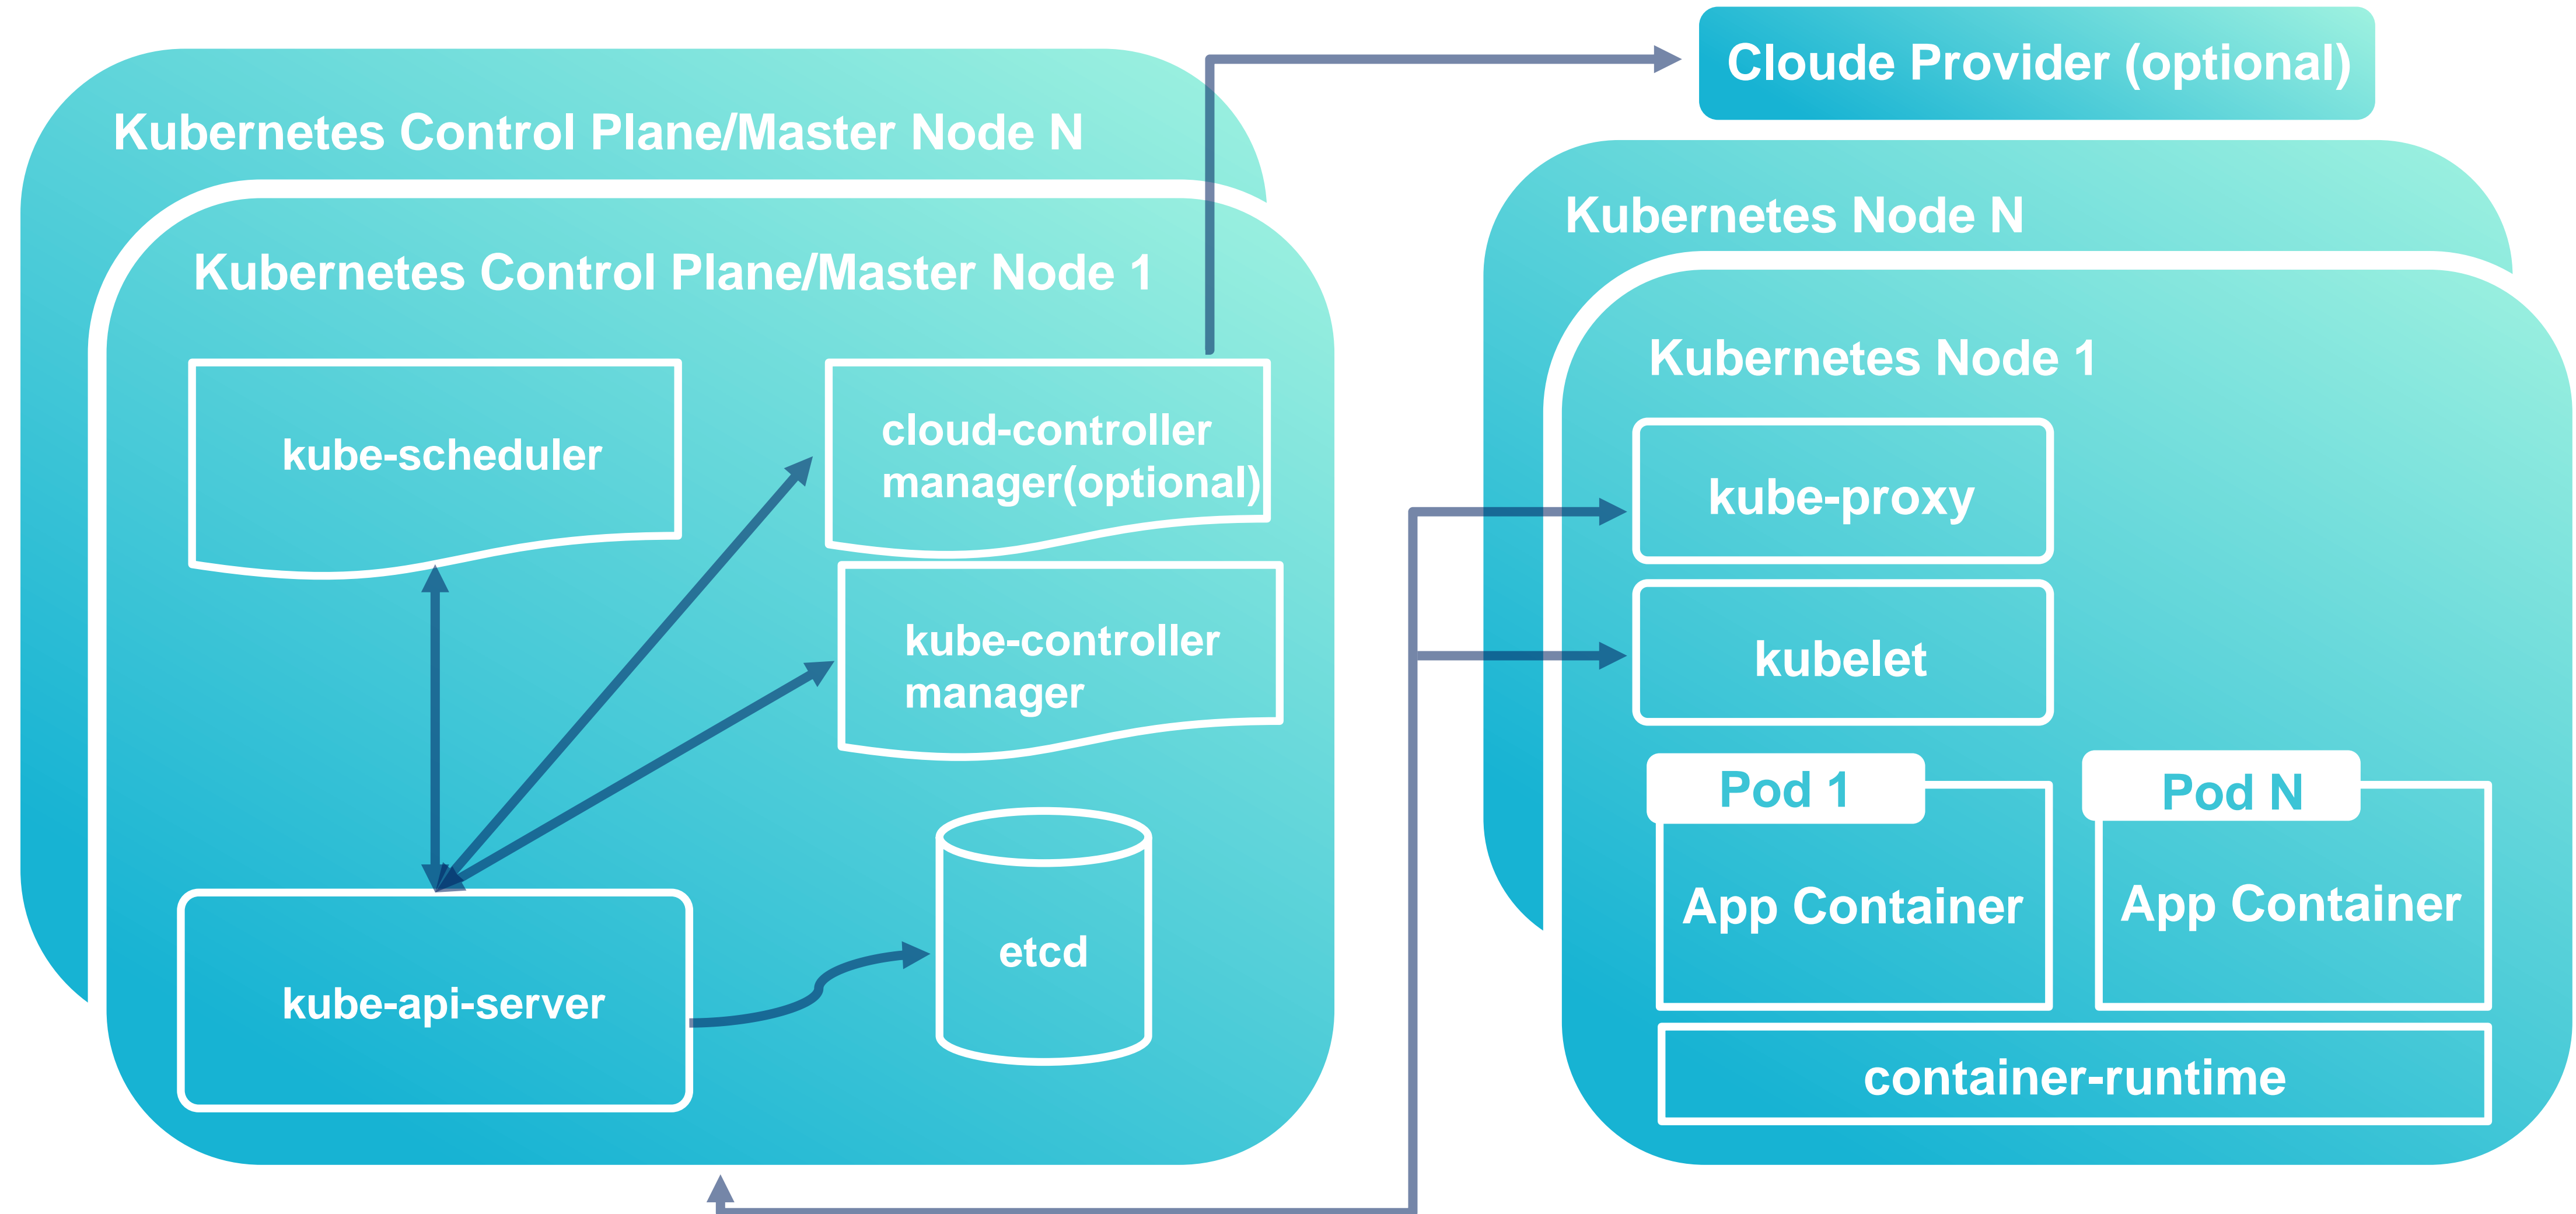 Cloude Provider (optional)
Kubernetes Control Plane/Master Node N
Kubernetes Control Plane/Master Node 1
kube-scheduler
cloud-controller
manager(optional)
kube-controller
manager
etcd
kube-api-server
Kubernetes Node N
Kubernetes Node 1
kube-proxy
kubelet
Pod 1
App Container
Pod N
App Container
container-runtime